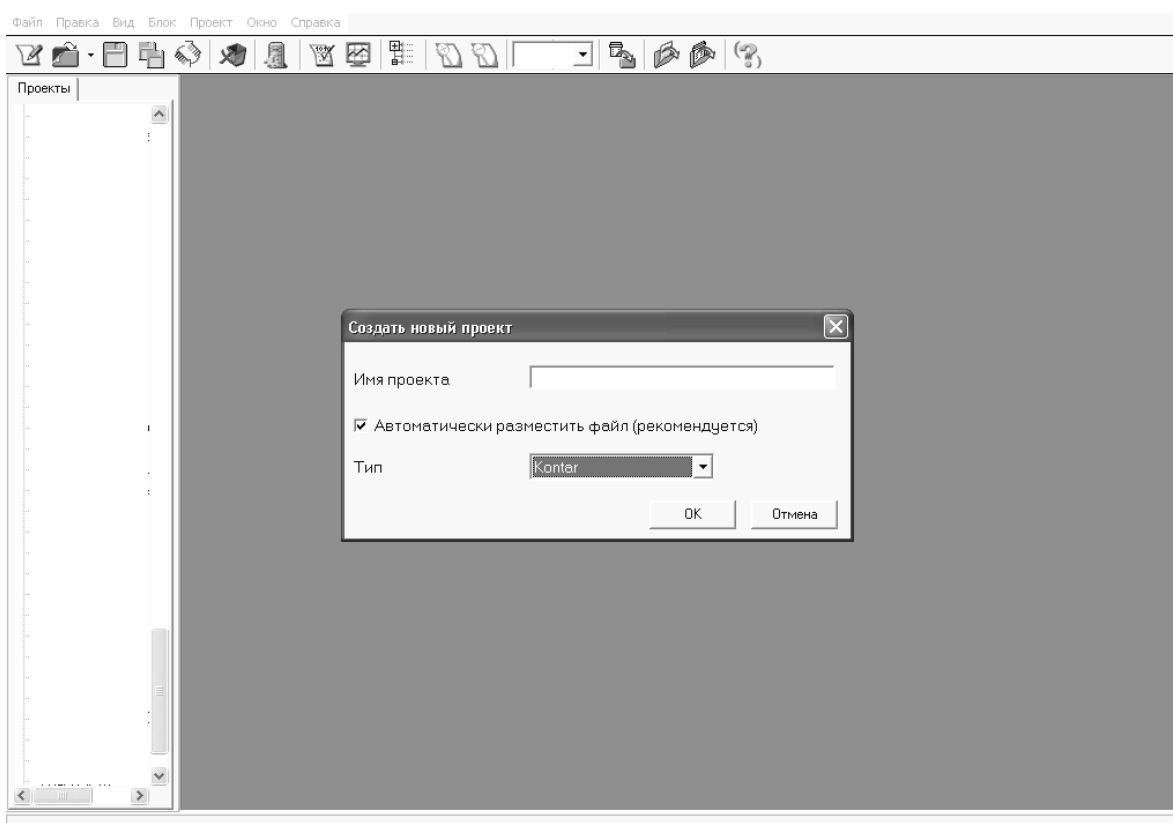 Файл Правка Вид Блок Проект Окно Справка
Проекты
Создать новый проект
Имя проекта
Автоматически разместить файл (рекомендуется)
Тип
Kontar
OK
Отмена